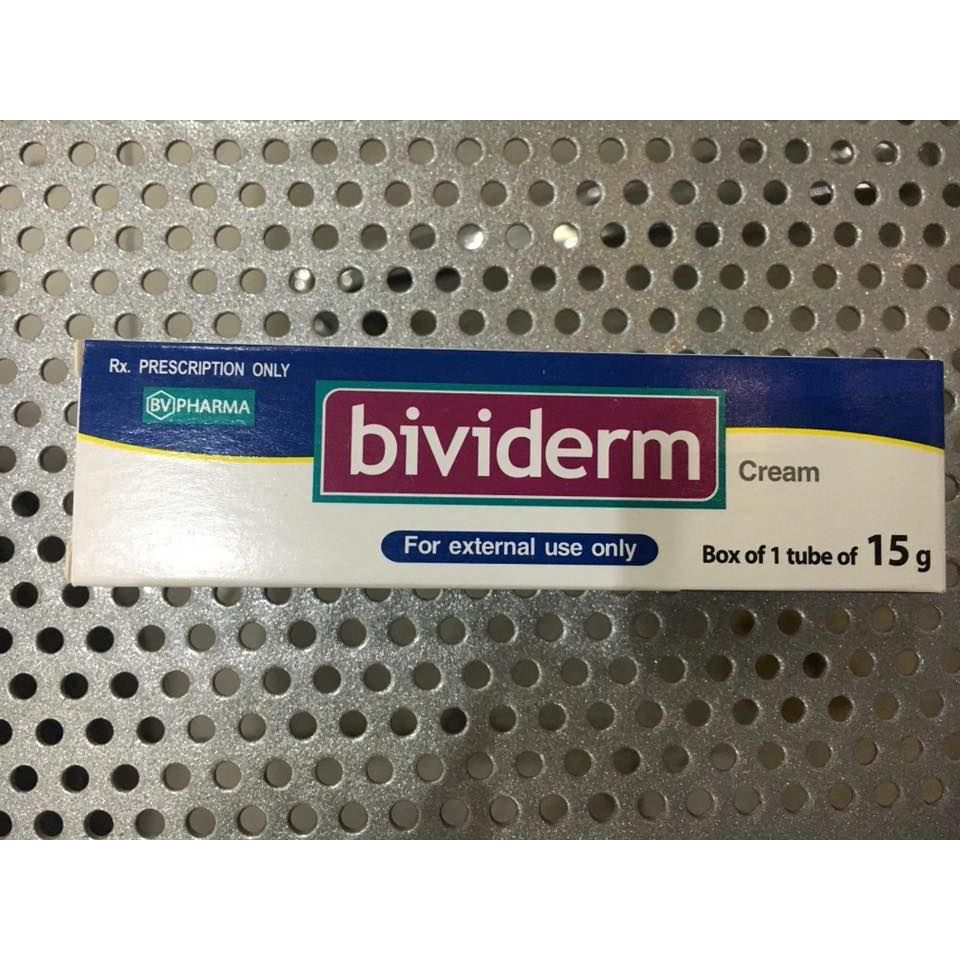 Rx. PRESCRIPTION ONLY
BV PHARMA
bividerm
Cream
For external use only
Box of 1 tube of 15 g